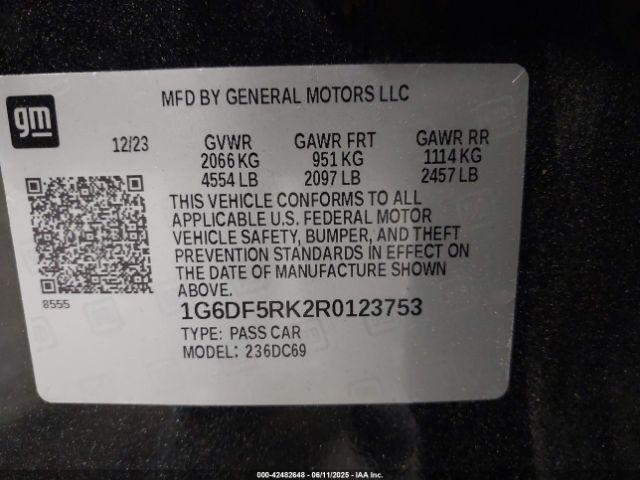 gm
MFD BY GENERAL MOTORS LLC
12/23 GVWR GAWR FRT GAWR RR
2066 KG 951 KG 1114 KG
4554 LB 2097 LB 2457 LB
THIS VEHICLE CONFORMS TO ALL
APPLICABLE U.S. FEDERAL MOTOR
VEHICLE SAFETY, BUMPER, AND THEFT
PREVENTION STANDARDS IN EFFECT ON
THE DATE OF MANUFACTURE SHOWN
ABOVE.
8555
1G6DF5RK2R0123753
TYPE: PASS CAR
MODEL: 236DC69
000-42482648 - 06/11/2025 - IAA Inc.